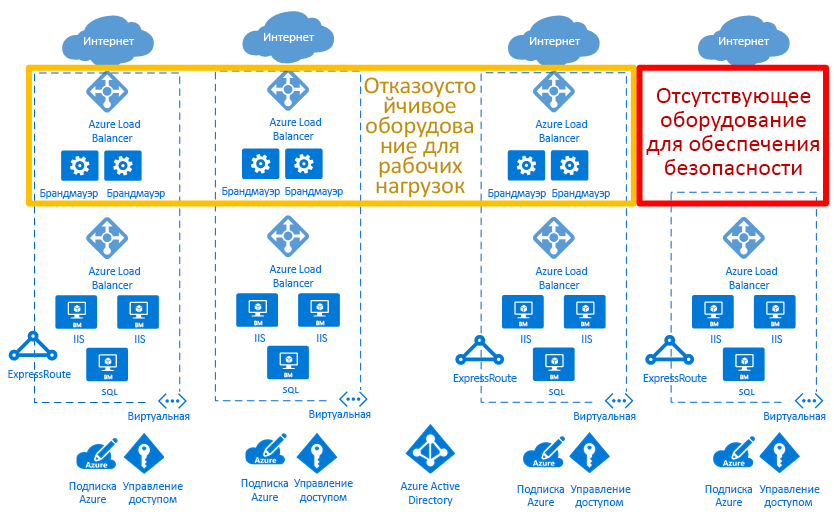 Интернет
Интернет
Интернет
Интернет
Azure Load
Balancer
Брандмауэр
Брандмауэр
Azure Load
Balancer
Брандмауэр
Брандмауэр
Отказоусто
йчивое
оборудова
ние для
рабочих
нагрузок
Azure Load
Balancer
Брандмауэр
Брандмауэр
Отсутствующее
оборудование
для обеспечения
безопасности
Azure Load
Balancer
ВМ
IIS
ВМ
IIS
ExpressRoute
ВМ
SQL
Виртуальная
Azure Load
Balancer
ВМ
IIS
ВМ
IIS
ВМ
SQL
Виртуальная
Azure Load
Balancer
ВМ
IIS
ВМ
IIS
ExpressRoute
ВМ
SQL
Виртуальная
Azure Load
Balancer
ВМ
IIS
ВМ
IIS
ExpressRoute
ВМ
SQL
Виртуальная
Azure
Подписка
Azure
Управление
доступом
Azure
Подписка
Azure
Управление
доступом
Azure Active
Directory
Azure
Подписка
Azure
Управление
доступом
Azure
Подписка
Azure
Управление
доступом